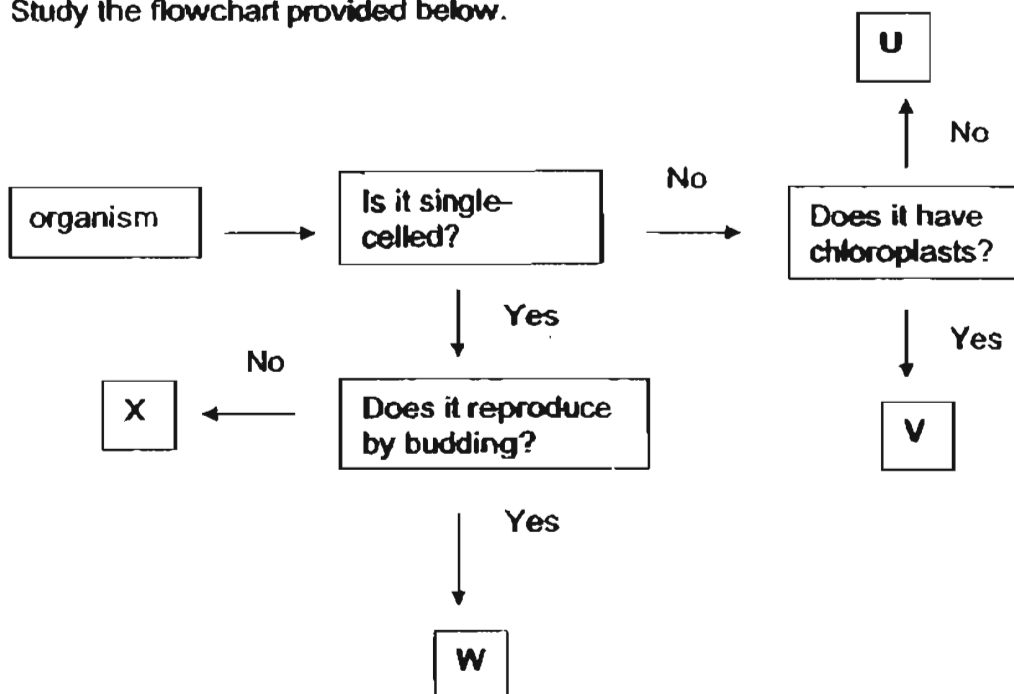 Study the flowchart provided below.
U
No
organism
Is it single-
celled?
No
Does it have
chloroplasts?
Yes
Yes
No
X
Does it reproduce
by budding?
V
Yes
W